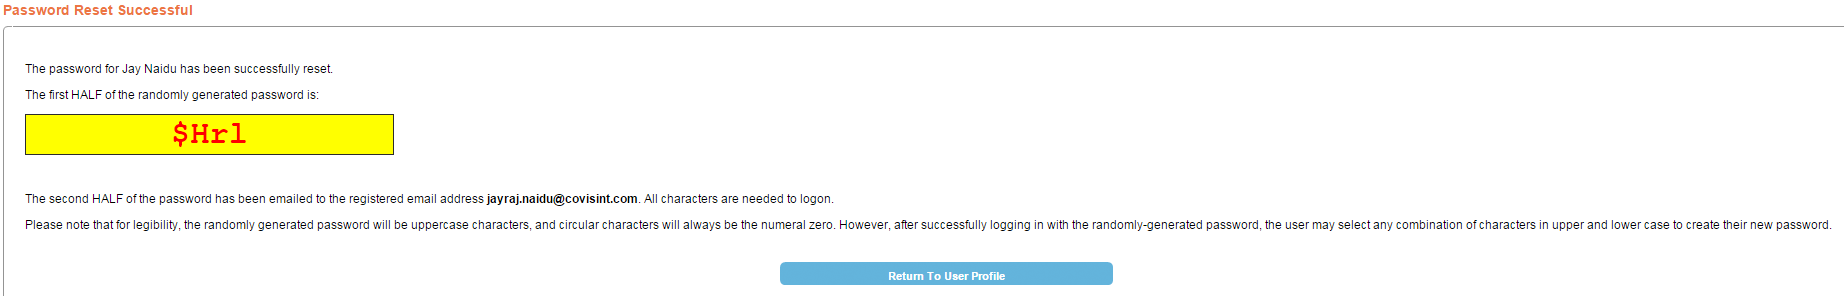 Password Reset Successful
The password for Jay Naidu has been successfully reset.
The first HALF of the randomly generated password is:
$Hrl
The second HALF of the password has been emailed to the registered email address jayraj.naidu@covisint.com. All characters are needed to logon.
Please note that for legibility, the randomly generated password will be uppercase characters, and circular characters will always be the numeral zero. However, after successfully logging in with the randomly-generated password, the user may select any combination of characters in upper and lower case to create their new password.
Return To User Profile